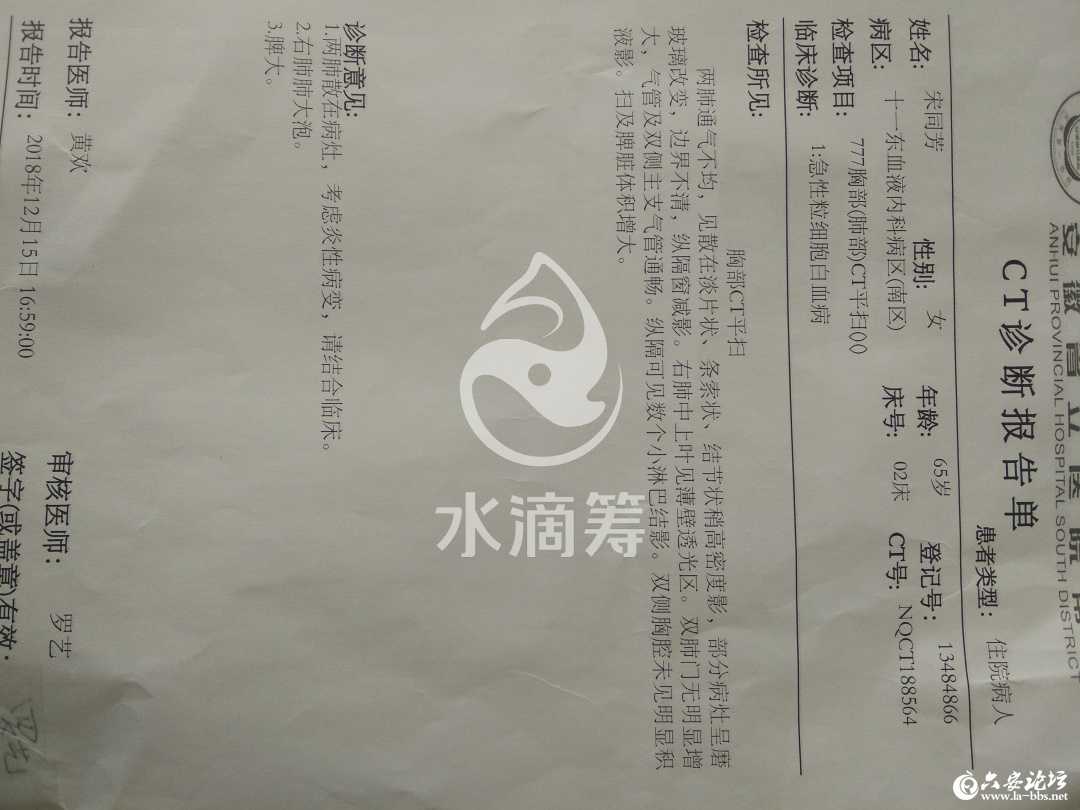 安徽省立医院南
ANHUI PROVINCIAL HOSPITAL SOUTH DISTRICT
CT诊断报告单
患者类型： 住院病人
姓名： 宋同芳 性别： 女 年龄： 65岁 登记号： 13484866
病区： 十一东血液内科病区(南区) 床号： 02床 CT号： NQCT188564
检查项目： 777胸部(肺部)CT平扫00
临床诊断： 1:急性粒细胞白血病
检查所见：
胸部CT平扫
两肺通气不均，见散在淡片状、条索状、结节状稍高密度影，部分病灶呈磨
玻璃改变，边界不清，纵隔窗减影。右肺中上叶见薄壁透光区。双肺门无明显增
大，气管及双侧主支气管通畅。纵隔可见数个小淋巴结影。双侧胸腔未见明显积
液影。扫及脾脏体积增大。
诊断意见：
1.两肺散在病灶，考虑炎性病变，请结合临床。
2.右肺肺大泡。
3.脾大。
报告医师： 黄欢 审核医师： 罗艺
报告时间： 2018年12月15日 16:59:00 签字(或盖章)有效.
水滴筹
六安论坛
www.la-bbs.net